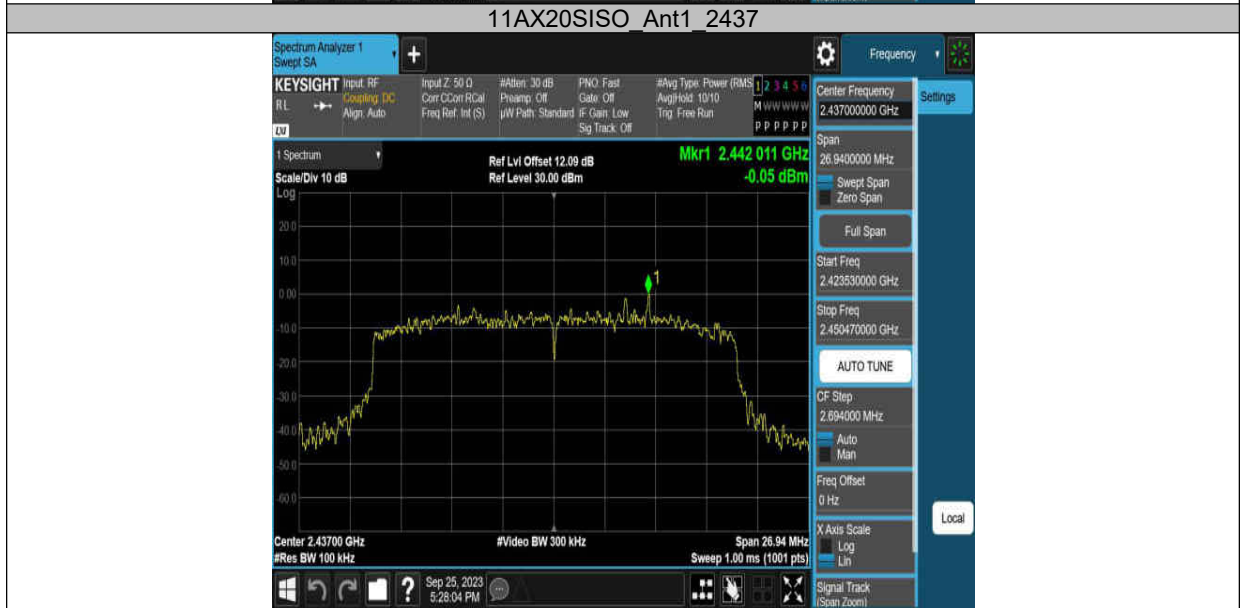 11AX20SISO_Ant1_2437
Spectrum Analyzer 1
Swept SA
+
Frequency
KEYSIGHT
RL
Input: RF
Coupling: DC
Align: Auto
Input Z: 50 Ω
Corr CCorr RCal
Freq Ref: Int (S)
#Atten: 30 dB
Preamp: Off
µW Path: Standard
PNO: Fast
Gate: Off
IF Gain: Low
Sig Track: Off
#Avg Type: Power (RMS
Avg|Hold: 10/10
Trig: Free Run
1 2 3 4 5 6
M W W W W W
P P P P P P
1 Spectrum
Scale/Div 10 dB
Ref Lvl Offset 12.09 dB
Ref Level 30.00 dBm
Mkr1 2.442 011 GHz
-0.05 dBm
Log
20.0
10.0
0.00
-10.0
-20.0
-30.0
-40.0
-50.0
-60.0
1
Center 2.43700 GHz
#Res BW 100 kHz
#Video BW 300 kHz
Span 26.94 MHz
Sweep 1.00 ms (1001 pts)
Center Frequency
2.437000000 GHz
Settings
Span
26.9400000 MHz
Swept Span
Zero Span
Full Span
Start Freq
2.423530000 GHz
Stop Freq
2.450470000 GHz
AUTO TUNE
CF Step
2.694000 MHz
Auto
Man
Freq Offset
0 Hz
X Axis Scale
Log
Lin
Local
Signal Track
(Span Zoom)
?
Sep 25, 2023
5:28:04 PM